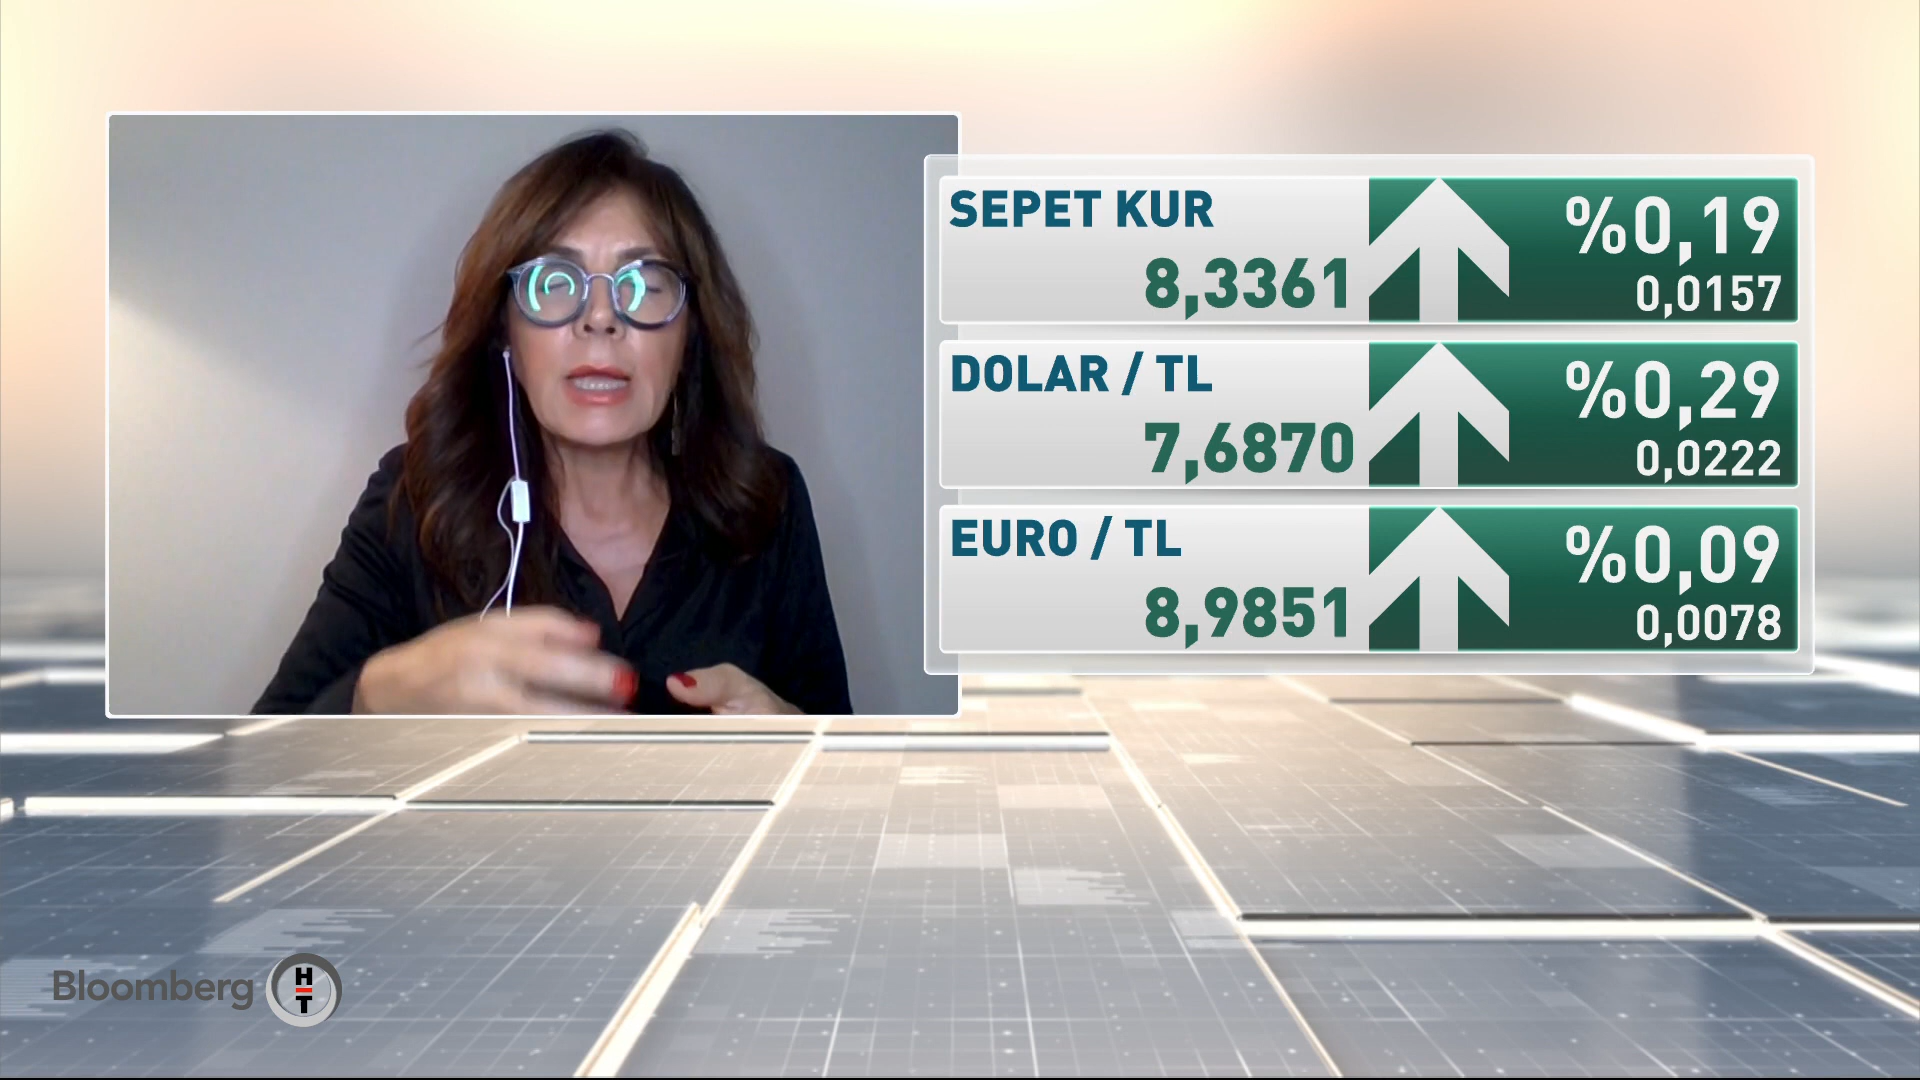 SEPET KUR
8,3361
%0,19
0,0157
DOLAR / TL
7,6870
%0,29
0,0222
EURO / TL
8,9851
%0,09
0,0078
Bloomberg HT